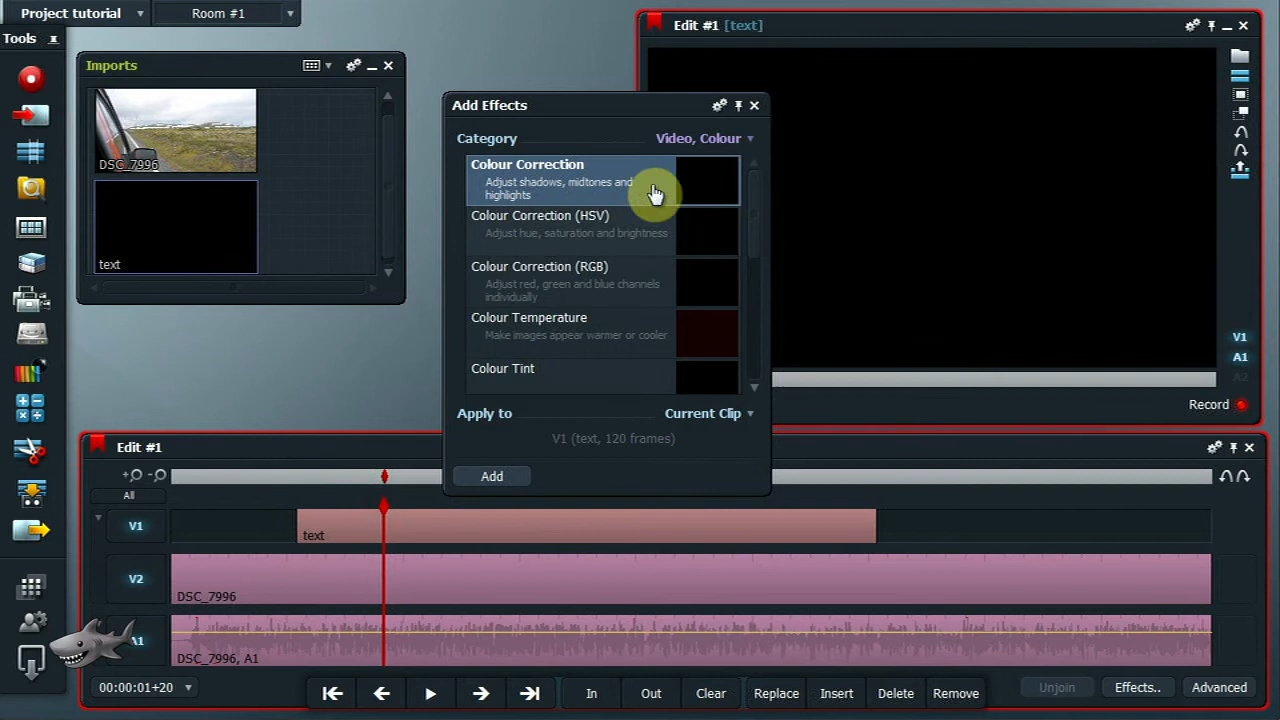 Project tutorial
Room #1
Tools
Imports
DSC_7996
text
Add Effects
Category
Video, Colour
Colour Correction
Adjust shadows, midtones and
highlights
Colour Correction (HSV)
Adjust hue, saturation and brightness
Colour Correction (RGB)
Adjust red, green and blue channels
individually
Colour Temperature
Make images appear warmer or cooler
Colour Tint
Apply to
Current Clip
V1 (text, 120 frames)
Add
Edit #1 [text]
V1
A1
A2
Record
Edit #1
All
V1
text
V2
DSC_7996
A1
DSC_7996, A1
00:00:01+20
In
Out
Clear
Replace
Insert
Delete
Remove
Unjoin
Effects..
Advanced